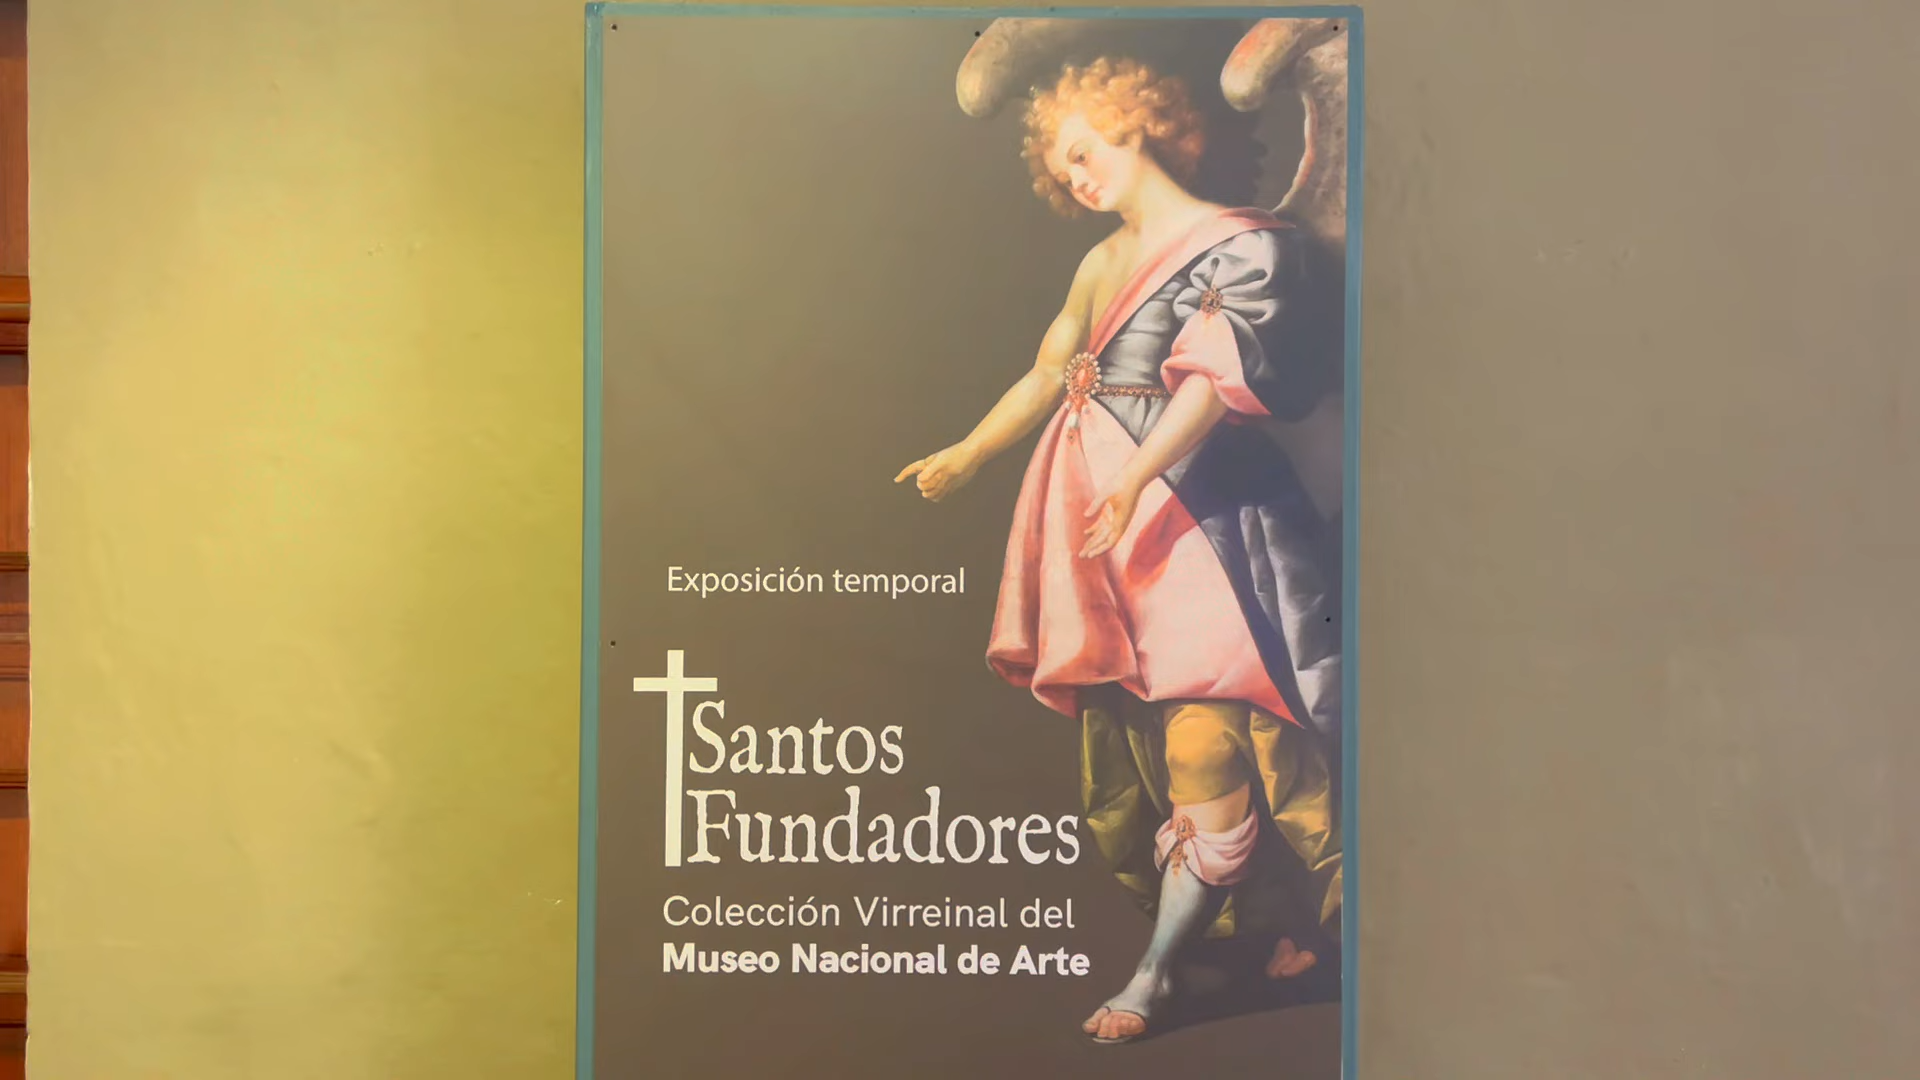 Exposición temporal
Santos
Fundadores
Colección Virreinal del
Museo Nacional de Arte